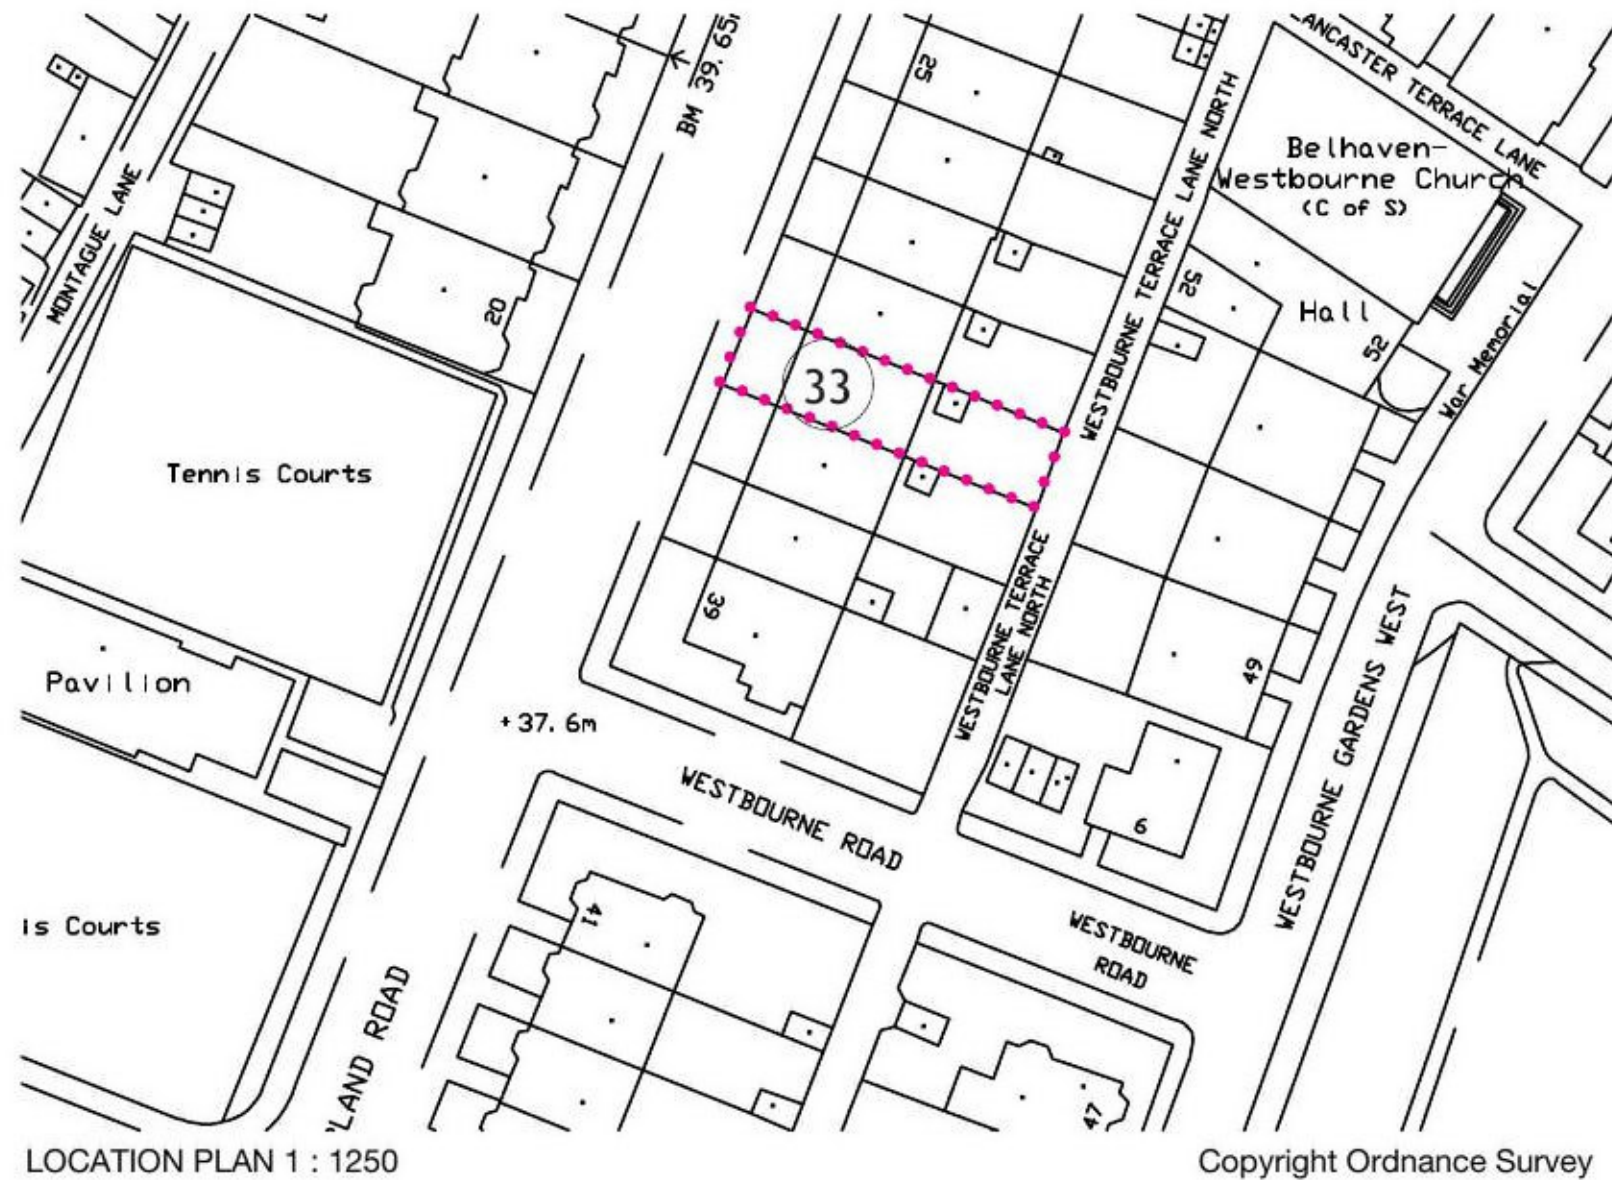 BM 39.65
25
LANCASTER TERRACE LANE
MONTAGUE LANE
WESTBOURNE TERRACE LANE NORTH
Belhaven-
Westbourne Church
(C of S)
52
Hall
52
War Memorial
20
33
Tennis Courts
WESTBOURNE TERRACE
LANE NORTH
39
Pavilion
+37.6m
49
WESTBOURNE GARDENS WEST
WESTBOURNE ROAD
6
is Courts
41
WESTBOURNE
ROAD
LAND ROAD
47
LOCATION PLAN 1 : 1250
Copyright Ordnance Survey